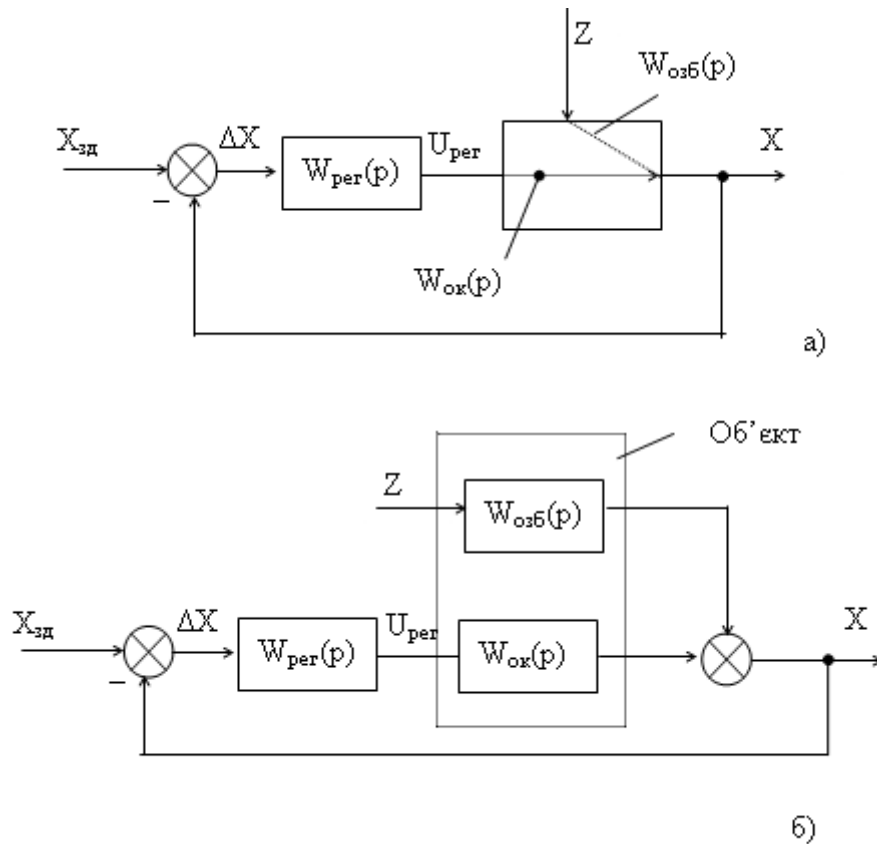 Z
Wозб(p)
Xзд
ΔX
Uрег
X
Wрег(p)
–
Wок(p)
а)
Об’єкт
Z
Wозб(p)
Xзд
ΔX
Uрег
X
Wрег(p)
Wок(p)
–
б)